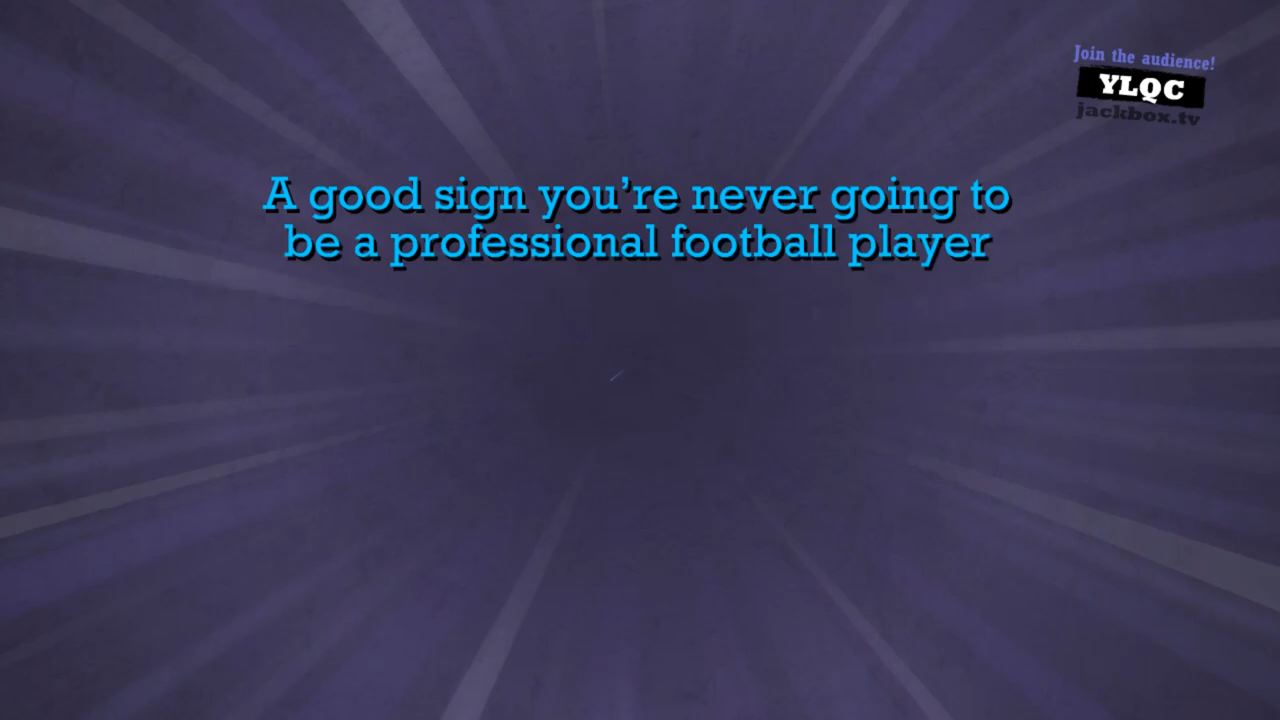 Join the audience!
YLQC
jackbox.tv
A good sign you’re never going to
be a professional football player